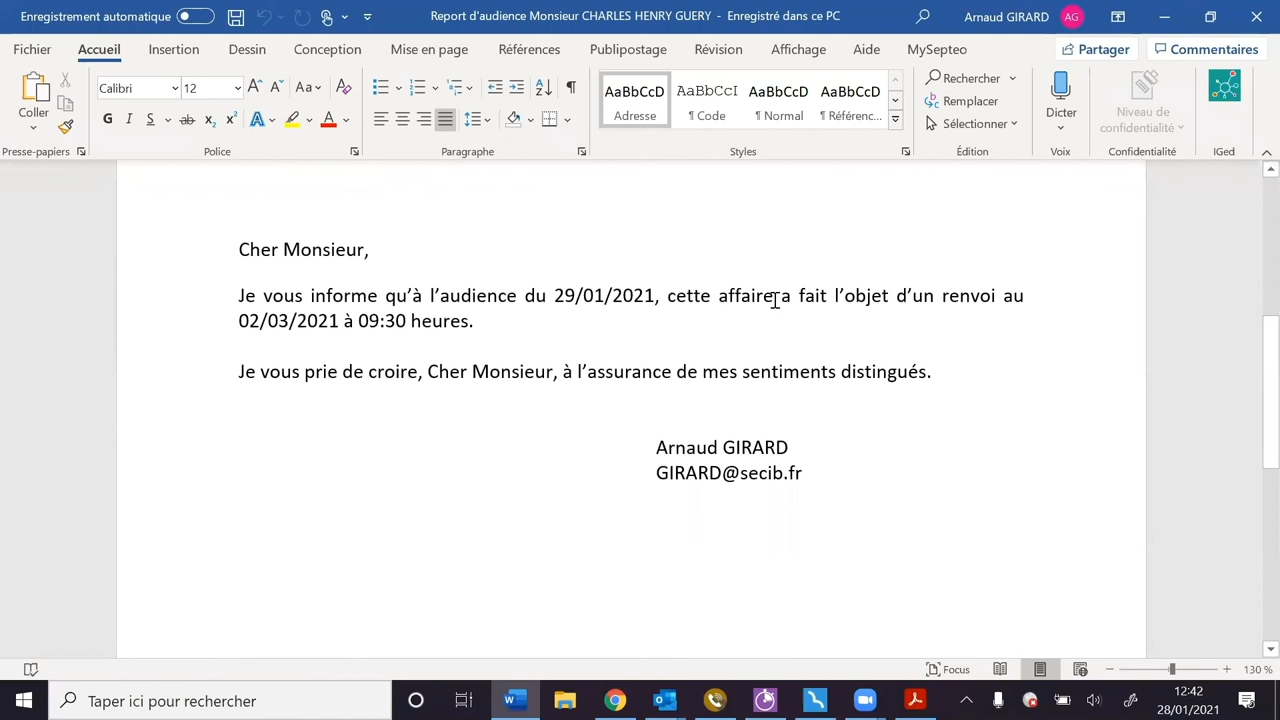 Enregistrement automatique
Report d'audience Monsieur CHARLES HENRY GUERY - Enregistré dans ce PC
Arnaud GIRARD
AG
Fichier
Accueil
Insertion
Dessin
Conception
Mise en page
Références
Publipostage
Révision
Affichage
Aide
MySepteo
Partager
Commentaires
Coller
Presse-papiers
Calibri
12
Aa
G I S ab x₂ x² A A
Police
Paragraphe
AaBbCcD
Adresse
AaBbCcI
¶ Code
AaBbCcD
¶ Normal
AaBbCcD
¶ Référenc...
Styles
Rechercher
Remplacer
Sélectionner
Édition
Dicter
Voix
Niveau de
confidentialité
Confidentialité
IGed
Cher Monsieur,
Je vous informe qu’à l’audience du 29/01/2021, cette affaire a fait l’objet d’un renvoi au
02/03/2021 à 09:30 heures.
Je vous prie de croire, Cher Monsieur, à l’assurance de mes sentiments distingués.
Arnaud GIRARD
GIRARD@secib.fr
Focus
130 %
Taper ici pour rechercher
12:42
28/01/2021